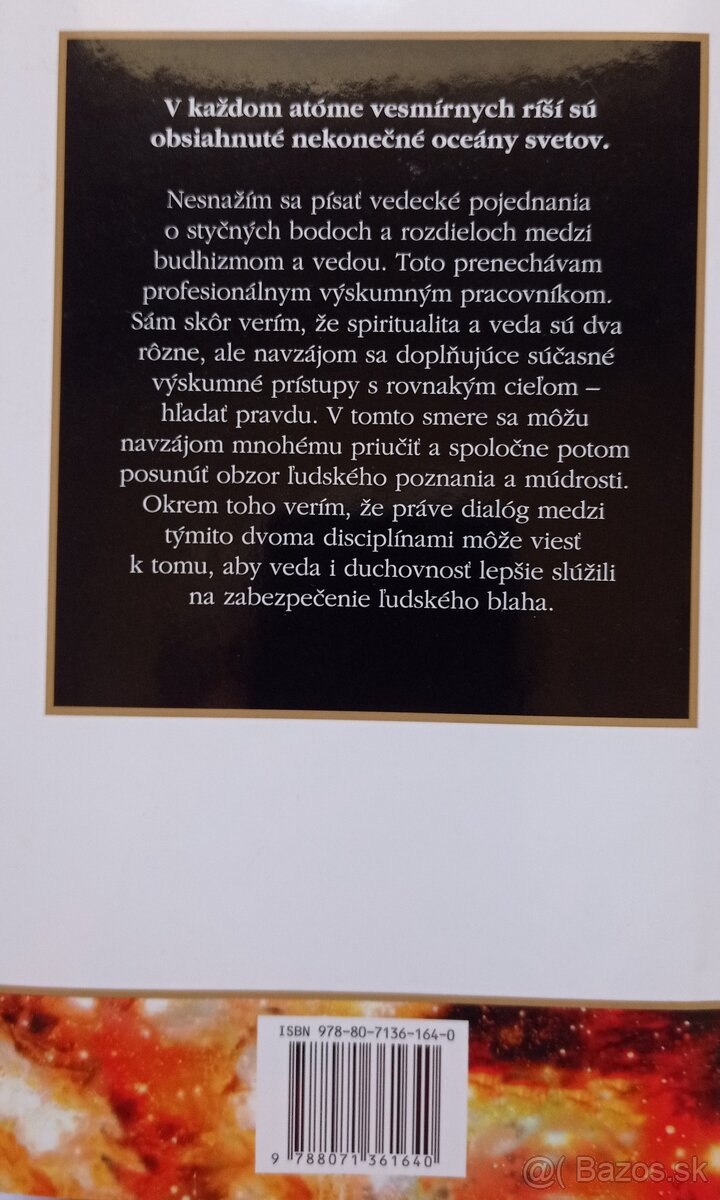 V každom atóme vesmírnych ríší sú
obsiahnuté nekonečné oceány svetov.
Nesnažím sa písať vedecké pojednania
o styčných bodoch a rozdieloch medzi
budhizmom a vedou. Toto prenechávam
profesionálnym výskumným pracovníkom.
Sám skôr verím, že spiritualita a veda sú dva
rôzne, ale navzájom sa doplňujúce súčasné
výskumné prístupy s rovnakým cieľom –
hľadať pravdu. V tomto smere sa môžu
navzájom mnohému priučiť a spoločne potom
posunúť obzor ľudského poznania a múdrosti.
Okrem toho verím, že práve dialóg medzi
týmito dvoma disciplínami môže viesť
k tomu, aby veda i duchovnosť lepšie slúžili
na zabezpečenie ľudského blaha.
ISBN 978-80-7136-164-0
9 788071 361640
@( Bazos.sk